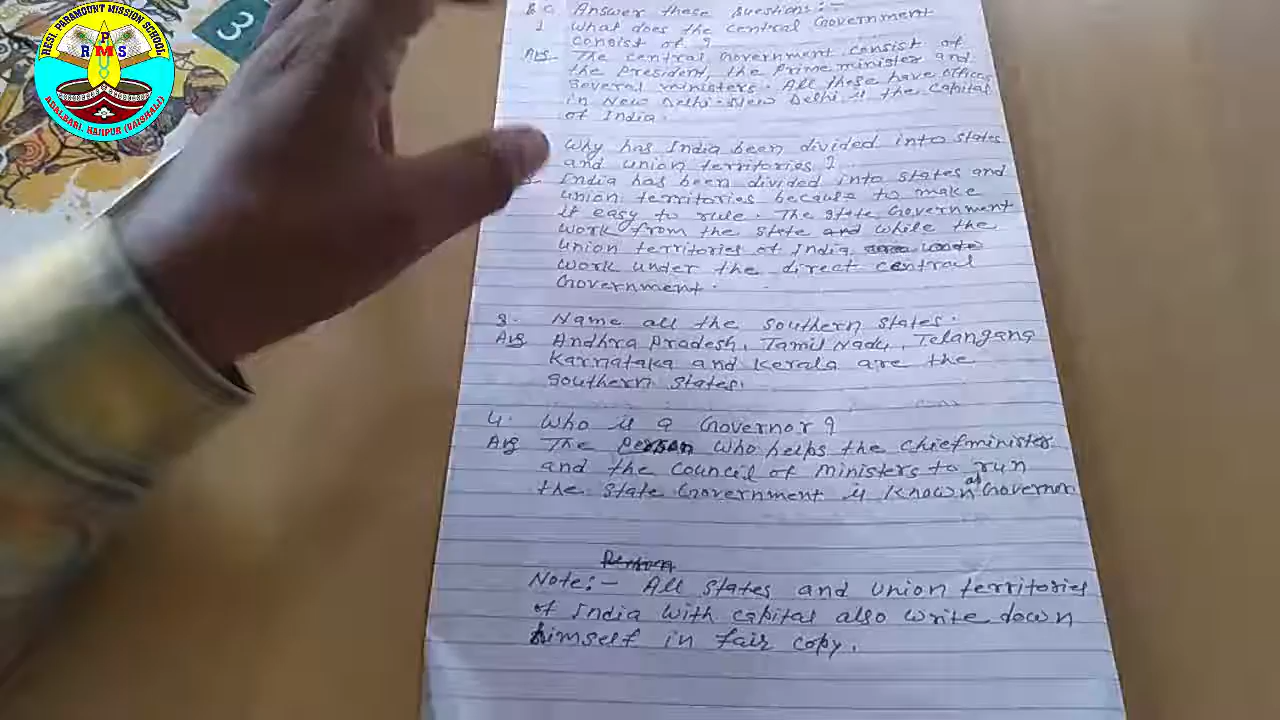 RESI PARAMOUNT MISSION SCHOOL
R P M S
ADALBARI, HAJIPUR (VAISHALI)
3
B C. Answer these Questions:-
1 What does the central Government
consist of ?
Ans. The central Government consist of
the President, the Prime minister and
several ministers. All these have offices
in New Delhi. New Delhi is the capital
of India.
Why has India been divided into states
and union territories ?
India has been divided into states and
union territories because to make
it easy to rule. The state Government
work from the state and while the
union territories of India
work under the direct central
Government.
3. Name all the southern states.
Ans Andhra Pradesh, Tamil Nadu, Telangana
Karnataka and Kerala are the
southern states.
4. Who is a Governor ?
Ans The Person who helps the chiefminister
and the council of ministers to run
the state Government is known as Governor
Person
Note:- All states and union territories
of India with capital also write down
himself in fair copy.